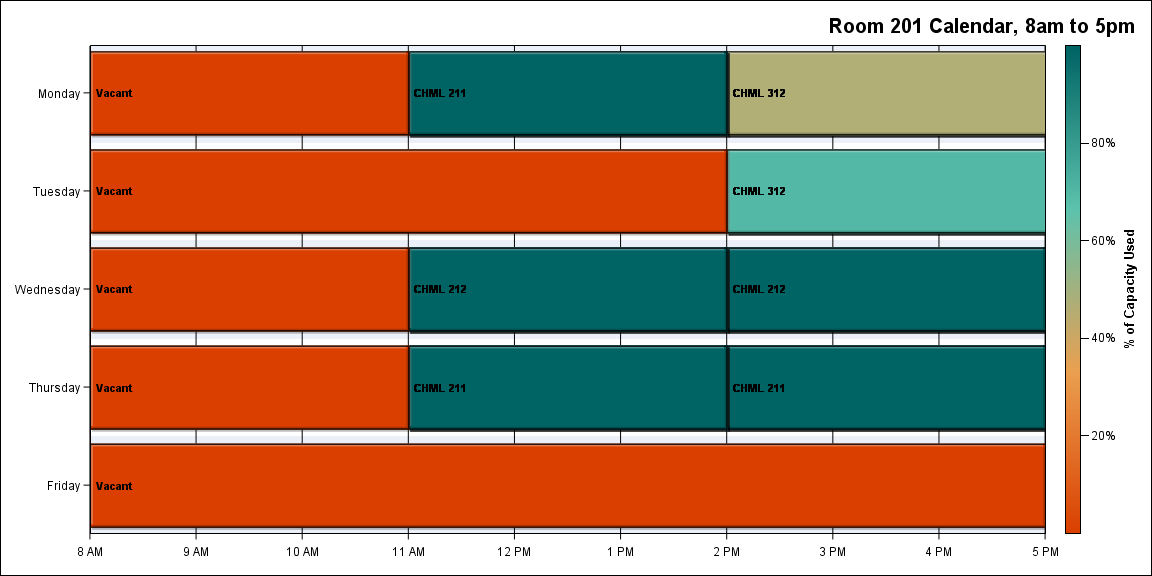 Room 201 Calendar, 8am to 5pm
Monday
Vacant
CHML 211
CHML 312
Tuesday
Vacant
CHML 312
Wednesday
Vacant
CHML 212
CHML 212
Thursday
Vacant
CHML 211
CHML 211
Friday
Vacant
8 AM
9 AM
10 AM
11 AM
12 PM
1 PM
2 PM
3 PM
4 PM
5 PM
80%
60%
40%
20%
% of Capacity Used